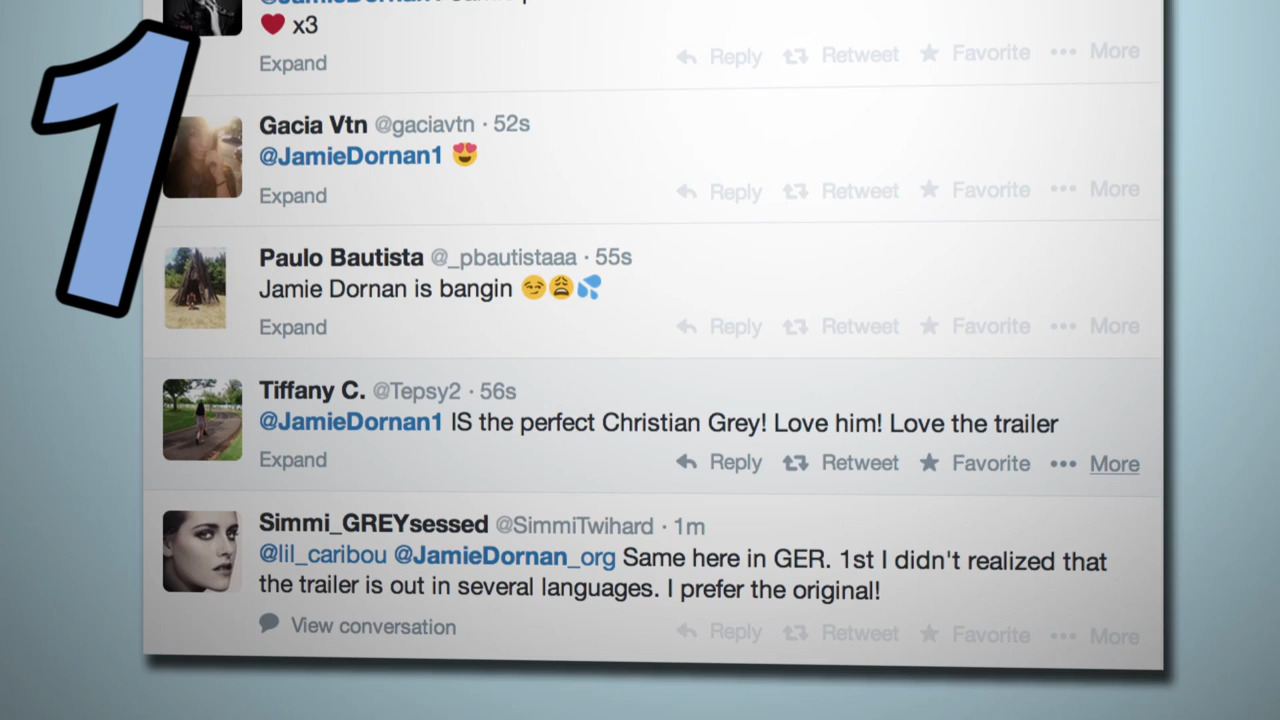 1
❤ x3
Expand
Reply Retweet Favorite More
Gacia Vtn @gaciavtn · 52s
@JamieDornan1 😍
Expand
Reply Retweet Favorite More
Paulo Bautista @_pbautistaaa · 55s
Jamie Dornan is bangin 😏😩💦
Expand
Reply Retweet Favorite More
Tiffany C. @Tepsy2 · 56s
@JamieDornan1 IS the perfect Christian Grey! Love him! Love the trailer
Expand
Reply Retweet Favorite More
Simmi_GREYsessed @SimmiTwihard · 1m
@lil_caribou @JamieDornan_org Same here in GER. 1st I didn't realized that
the trailer is out in several languages. I prefer the original!
View conversation
Reply Retweet Favorite More